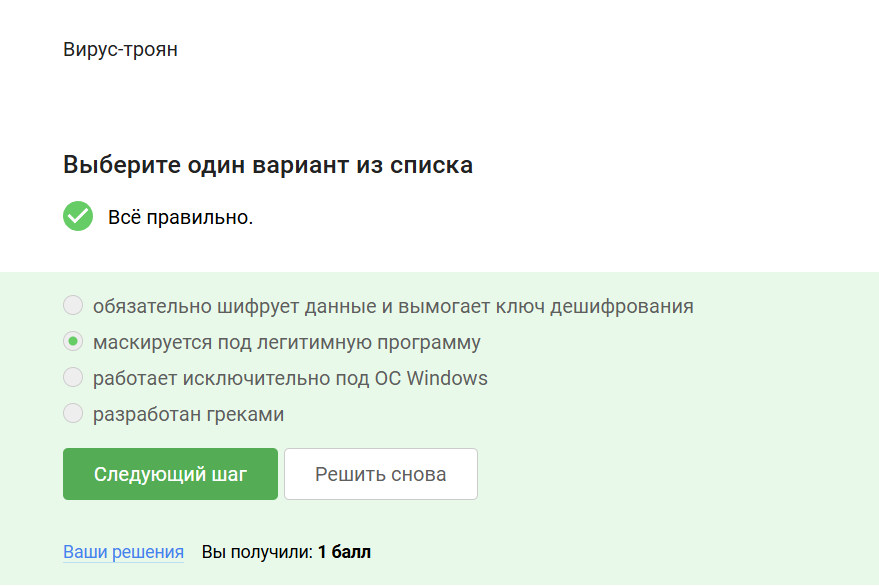 Вирус-троян
Выберите один вариант из списка
Всё правильно.
обязательно шифрует данные и вымогает ключ дешифрования
маскируется под легитимную программу
работает исключительно под ОС Windows
разработан греками
Следующий шаг
Решить снова
Ваши решения Вы получили: 1 балл